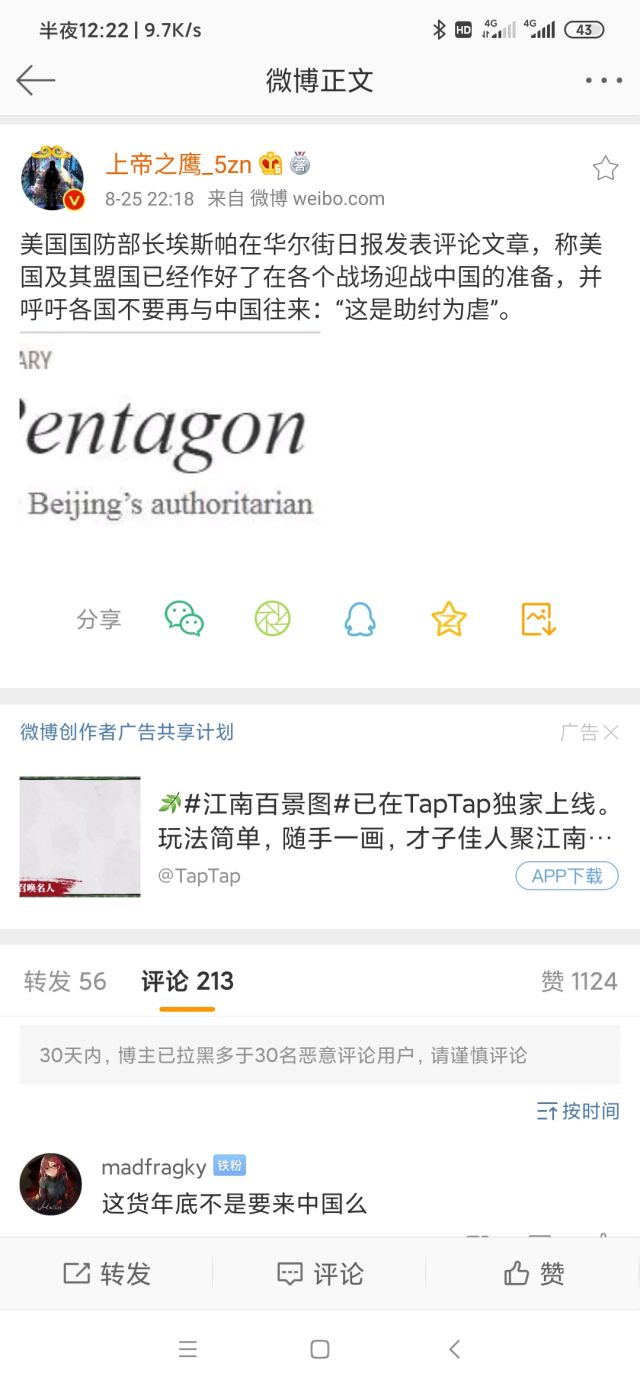 半夜12:22 | 9.7K/s
HD 4G 4G 43
微博正文
上帝之鹰_5zn
8-25 22:18 来自 微博 weibo.com
美国国防部长埃斯帕在华尔街日报发表评论文章，称美
国及其盟国已经作好了在各个战场迎战中国的准备，并
呼吁各国不要再与中国往来：“这是助纣为虐”。
ARY
Pentagon
Beijing's authoritarian
分享
微博创作者广告共享计划
广告
#江南百景图#已在TapTap独家上线。
玩法简单，随手一画，才子佳人聚江南…
召唤名人
@TapTap
APP下载
转发 56 评论 213 赞 1124
30天内，博主已拉黑多于30名恶意评论用户，请谨慎评论
按时间
madfragky 铁粉
这货年底不是要来中国么
转发 评论 赞